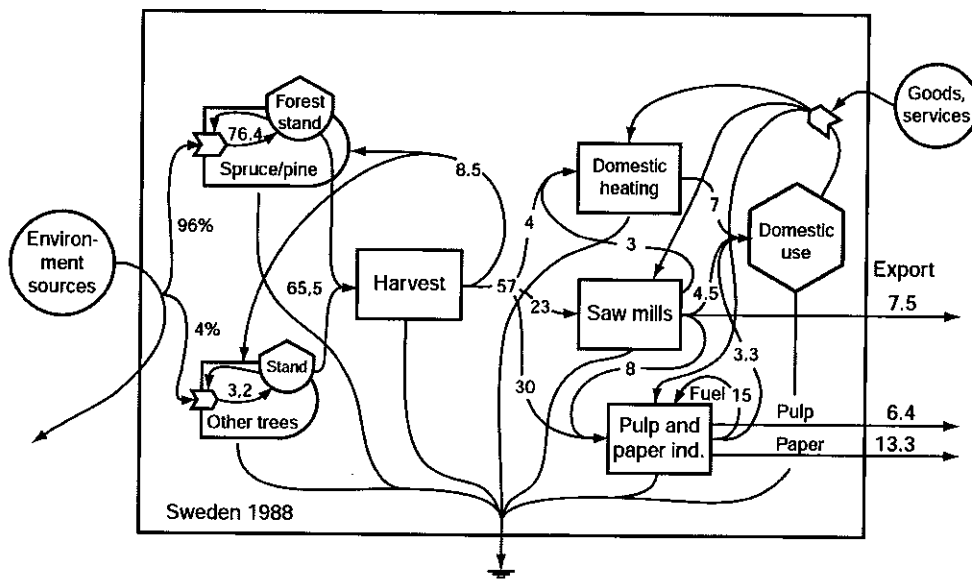 Forest
stand
76.4
Spruce/pine
Environ-
ment
sources
96%
4%
Stand
3,2
Other trees
65,5
Harvest
8.5
57
4
23
30
Domestic
heating
3
7
Saw mills
4.5
8
3.3
Fuel 15
Pulp and
paper ind.
Domestic
use
Goods,
services
Export
7.5
Pulp
6.4
Paper
13.3
Sweden 1988